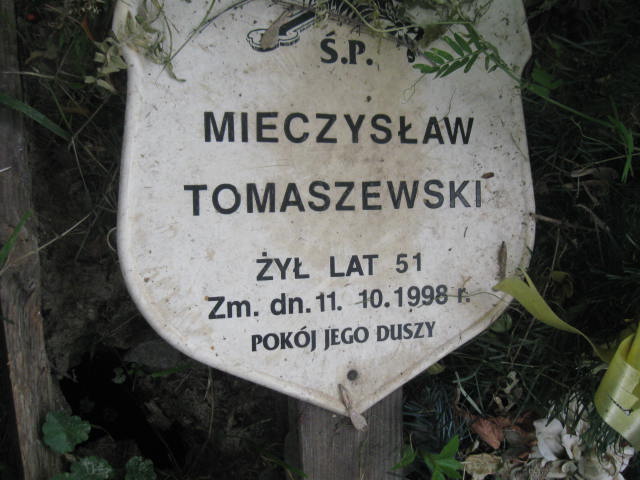 Ś.P.
MIECZYSŁAW
TOMASZEWSKI
ŻYŁ LAT 51
Zm. dn. 11. 10.1998 r.
POKÓJ JEGO DUSZY